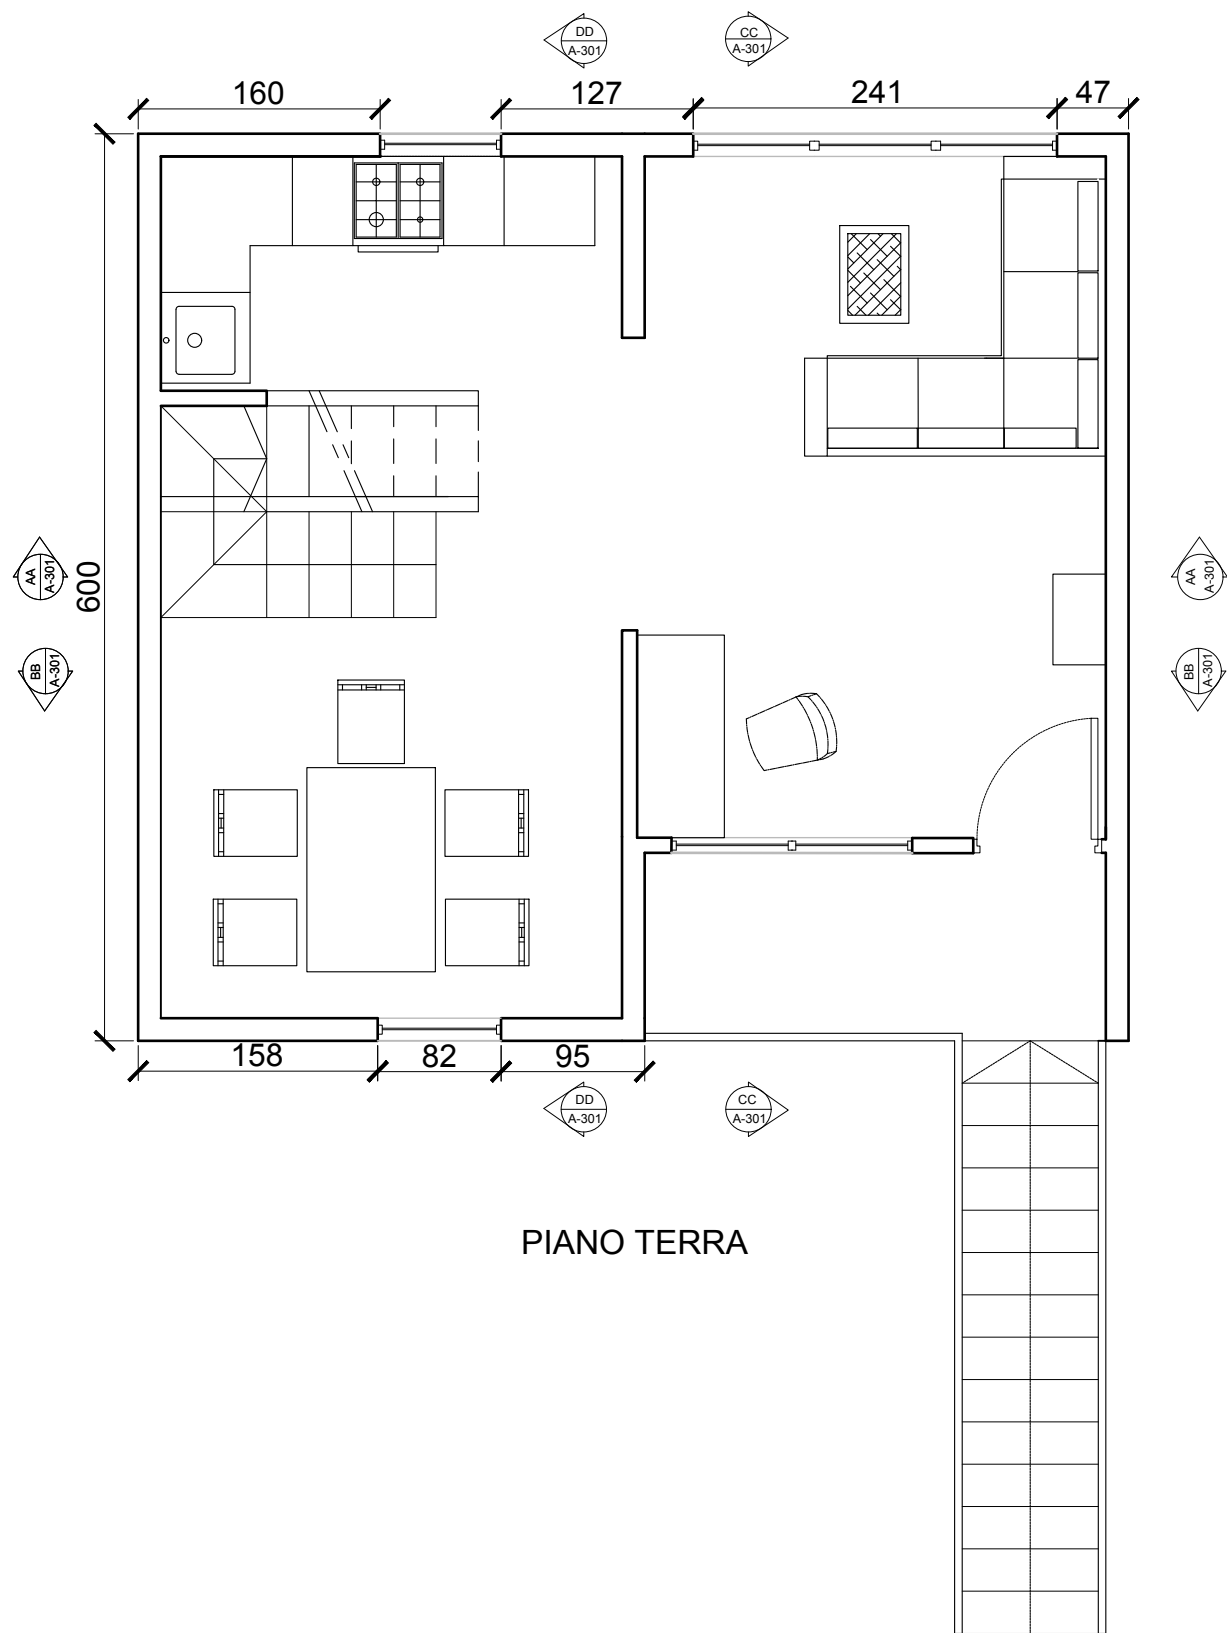 DD
A-301
CC
A-301
160
127
241
47
600
AA
A-301
BB
A-301
AA
A-301
BB
A-301
158
82
95
DD
A-301
CC
A-301
PIANO TERRA